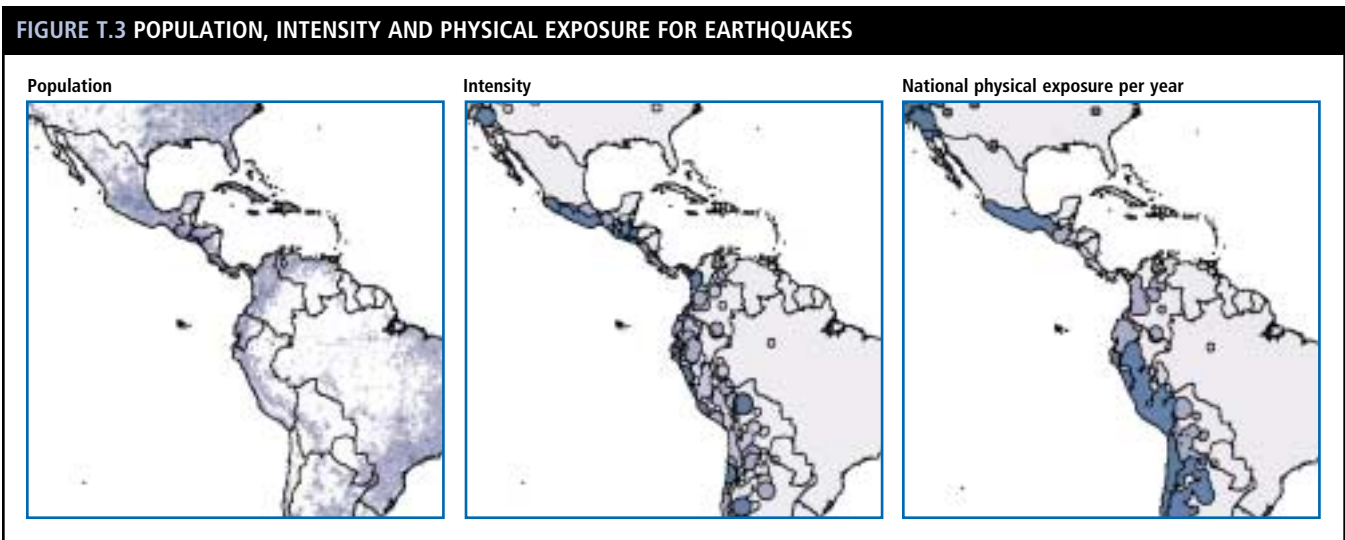 FIGURE T.3 POPULATION, INTENSITY AND PHYSICAL EXPOSURE FOR EARTHQUAKES
Population
Intensity
National physical exposure per year